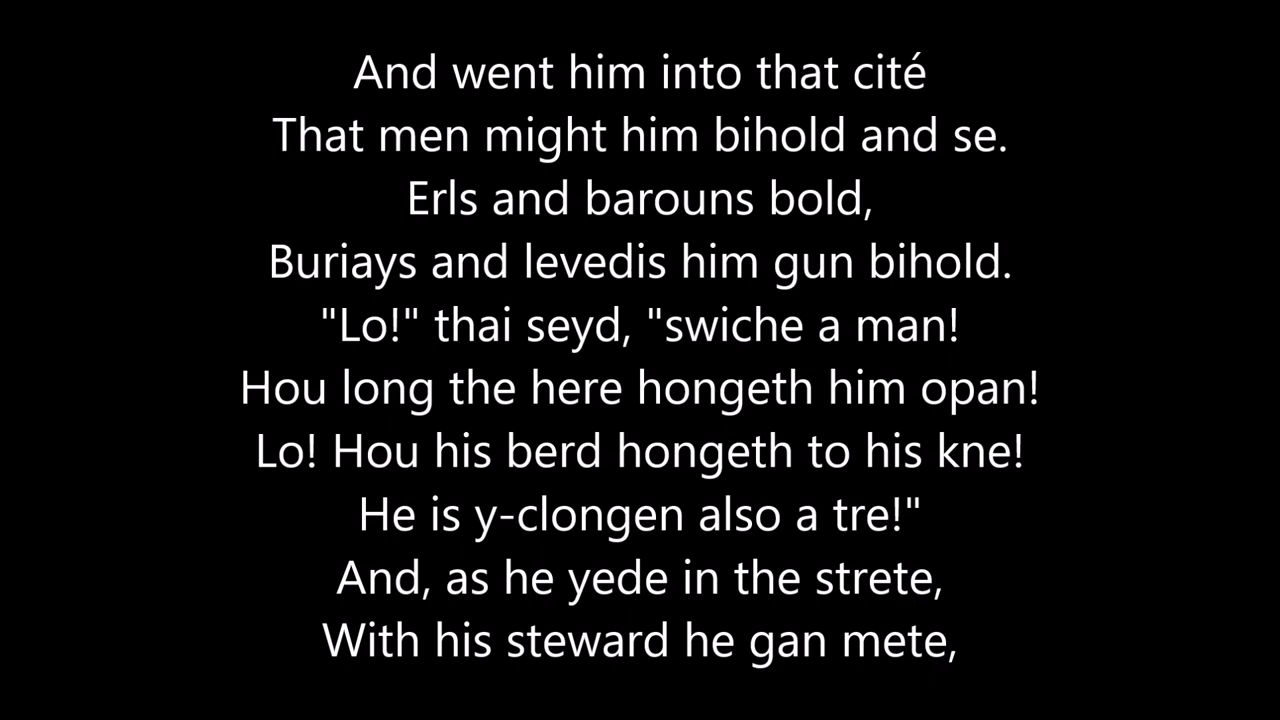 And went him into that cité
That men might him bihold and se.
Erls and barouns bold,
Buriays and levedis him gun bihold.
"Lo!" thai seyd, "swiche a man!
Hou long the here hongeth him opan!
Lo! Hou his berd hongeth to his kne!
He is y-clongen also a tre!"
And, as he yede in the strete,
With his steward he gan mete,